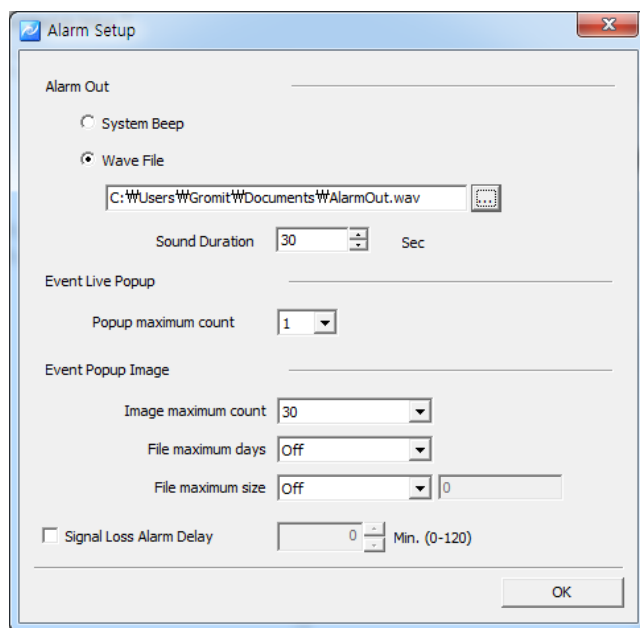 Alarm Setup
Alarm Out
System Beep
Wave File
C:₩Users₩Gromit₩Documents₩AlarmOut.wav ...
Sound Duration 30 Sec
Event Live Popup
Popup maximum count 1
Event Popup Image
Image maximum count 30
File maximum days Off
File maximum size Off 0
Signal Loss Alarm Delay 0 Min. (0-120)
OK